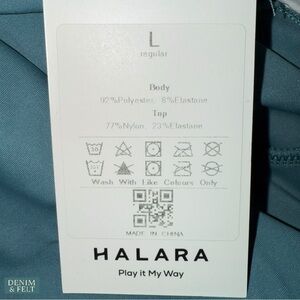 L
regular
Body
92%Polyester, 8%Elastane
Top
77%Nylon, 23%Elastane
Wash With Like Colours Only
MADE IN CHINA
HALARA
Play it My Way
DENIM
& FELT